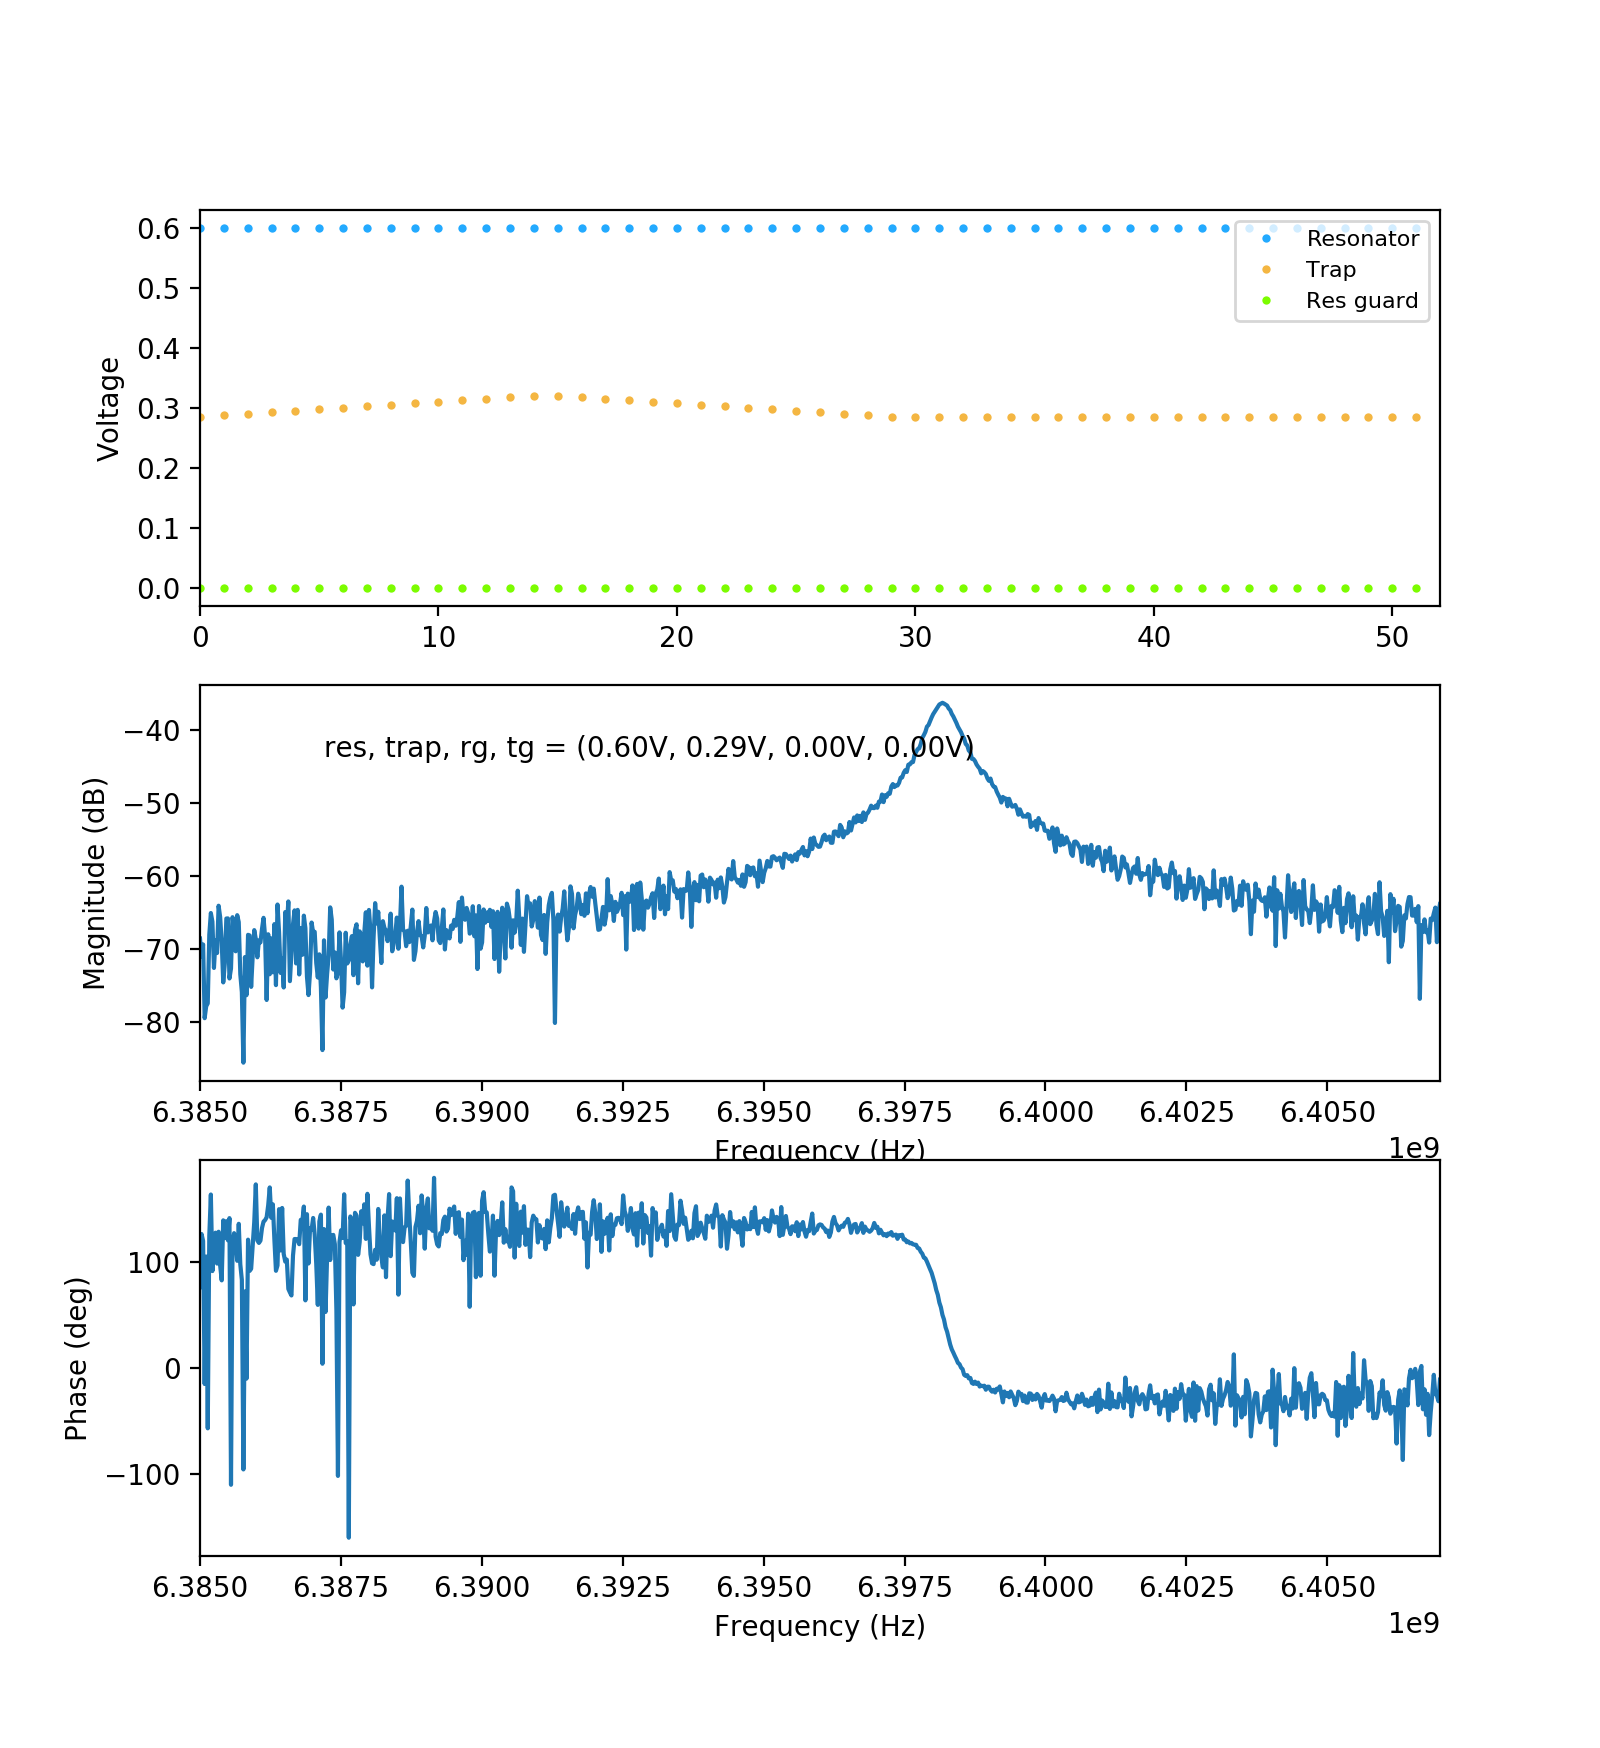 0.6
0.5
0.4
0.3
0.2
0.1
0.0
Voltage
Resonator
Trap
Res guard
0 10 20 30 40 50
−40
−50
−60
−70
−80
Magnitude (dB)
res, trap, rg, tg = (0.60V, 0.29V, 0.00V, 0.00V)
6.3850 6.3875 6.3900 6.3925 6.3950 6.3975 6.4000 6.4025 6.4050
Frequency (Hz)
1e9
100
0
−100
Phase (deg)
6.3850 6.3875 6.3900 6.3925 6.3950 6.3975 6.4000 6.4025 6.4050
Frequency (Hz)
1e9